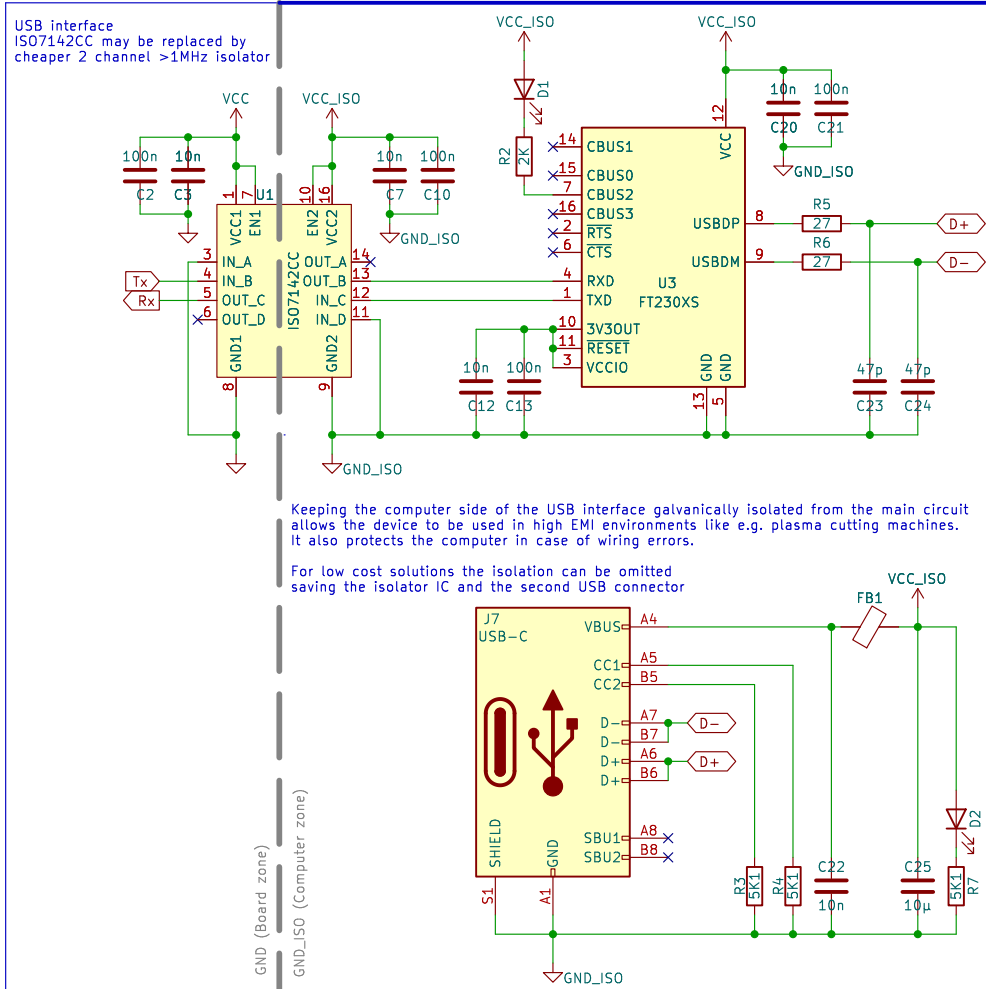 USB interface
ISO7142CC may be replaced by
cheaper 2 channel >1MHz isolator
VCC
VCC_ISO
100n
C2
10n
C3
10n
C7
100n
C10
GND_ISO
U1
1
7
10
16
VCC1
EN1
EN2
VCC2
ISO7142CC
3
IN_A
4
IN_B
5
OUT_C
6
OUT_D
OUT_A
14
OUT_B
13
IN_C
12
IN_D
11
GND1
GND2
8
9
Tx
Rx
GND_ISO
VCC_ISO
D1
R2
2K
VCC_ISO
10n
C20
100n
C21
GND_ISO
12
VCC
14
CBUS1
15
CBUS0
7
CBUS2
16
CBUS3
2
RTS
6
CTS
4
RXD
1
TXD
10
3V3OUT
11
RESET
3
VCCIO
USBDP
8
USBDM
9
U3
FT230XS
GND
GND
13
5
R5
27
R6
27
D+
D-
10n
C12
100n
C13
47p
C23
47p
C24
Keeping the computer side of the USB interface galvanically isolated from the main circuit
allows the device to be used in high EMI environments like e.g. plasma cutting machines.
It also protects the computer in case of wiring errors.
For low cost solutions the isolation can be omitted
saving the isolator IC and the second USB connector
J7
USB-C
VBUS
A4
CC1
A5
CC2
B5
D-
A7
D-
B7
D+
A6
D+
B6
SBU1
A8
SBU2
B8
SHIELD
GND
S1
A1
D-
D+
FB1
VCC_ISO
D2
R3
5K1
R4
5K1
C22
10n
C25
10µ
5K1
R7
GND_ISO
GND (Board zone)
GND_ISO (Computer zone)